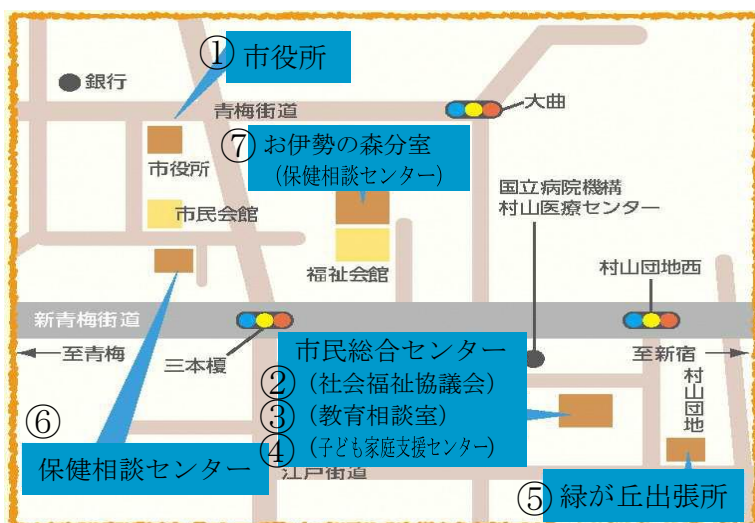 ① 市役所
銀行
青梅街道
大曲
市役所
⑦ お伊勢の森分室
(保健相談センター)
国立病院機構
村山医療センター
市民会館
福祉会館
村山団地西
新青梅街道
至青梅
三本榎
市民総合センター
② (社会福祉協議会)
③ (教育相談室)
④ (子ども家庭支援センター)
至新宿
村山団地
⑥
保健相談センター
江戸街道
⑤ 緑が丘出張所